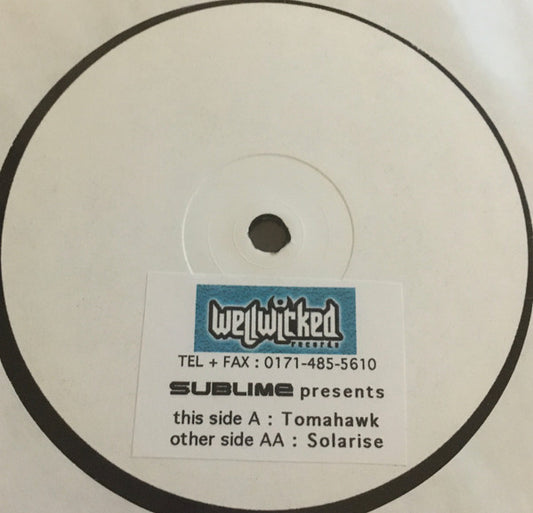 wellwicked
records
TEL + FAX : 0171-485-5610
SUBLIME presents
this side A : Tomahawk
other side AA : Solarise